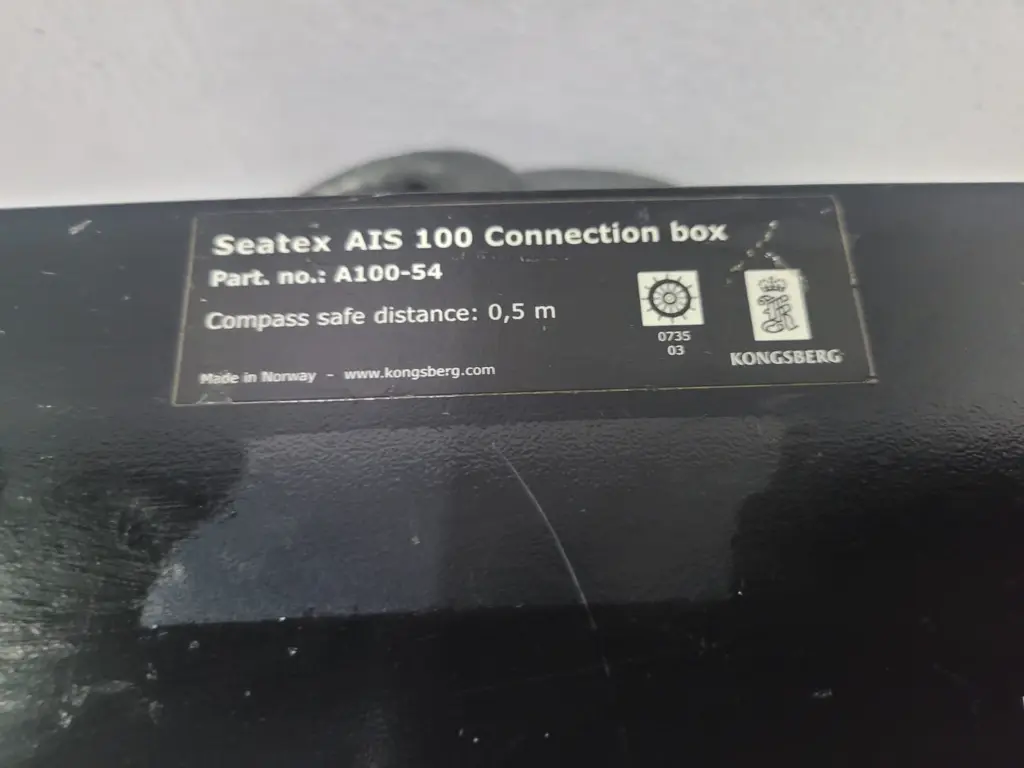 Seatex AIS 100 Connection box
Part. no.: A100-54
Compass safe distance: 0,5 m
0735
03
KONGSBERG
Made in Norway - www.kongsberg.com